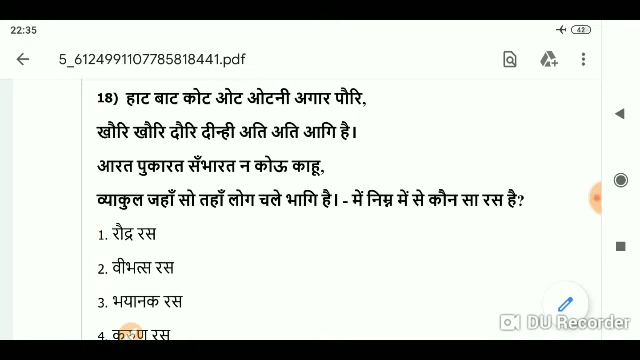 22:35
42
5_6124991107785818441.pdf
18) हाट बाट कोट ओट ओटनी अगार पौरि,
खौरि खौरि दौरि दीन्ही अति अति आगि है।
आरत पुकारत सँभारत न कोऊ काहू,
व्याकुल जहाँ सो तहाँ लोग चले भागि है। - में निम्न में से कौन सा रस है?
1. रौद्र रस
2. वीभत्स रस
3. भयानक रस
4. करुण रस
DU Recorder